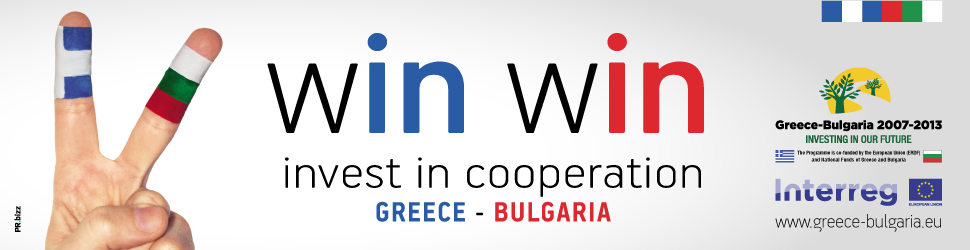 win win
invest in cooperation
GREECE - BULGARIA
PR bizz
Greece-Bulgaria 2007-2013
INVESTING IN OUR FUTURE
The Programme is co-funded by the European Union (ERDF)
and National Funds of Greece and Bulgaria
Interreg
EUROPEAN UNION
www.greece-bulgaria.eu